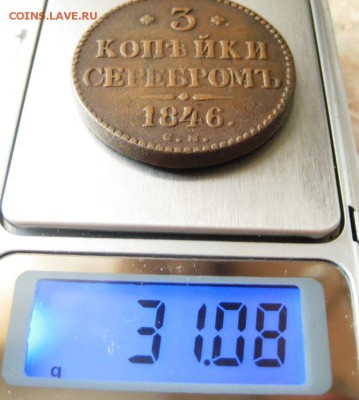 COINS.LAVE.RU
3
КОПѢЙКИ
СЕРЕБРОМЪ
1846.
С.М.
31.08
g